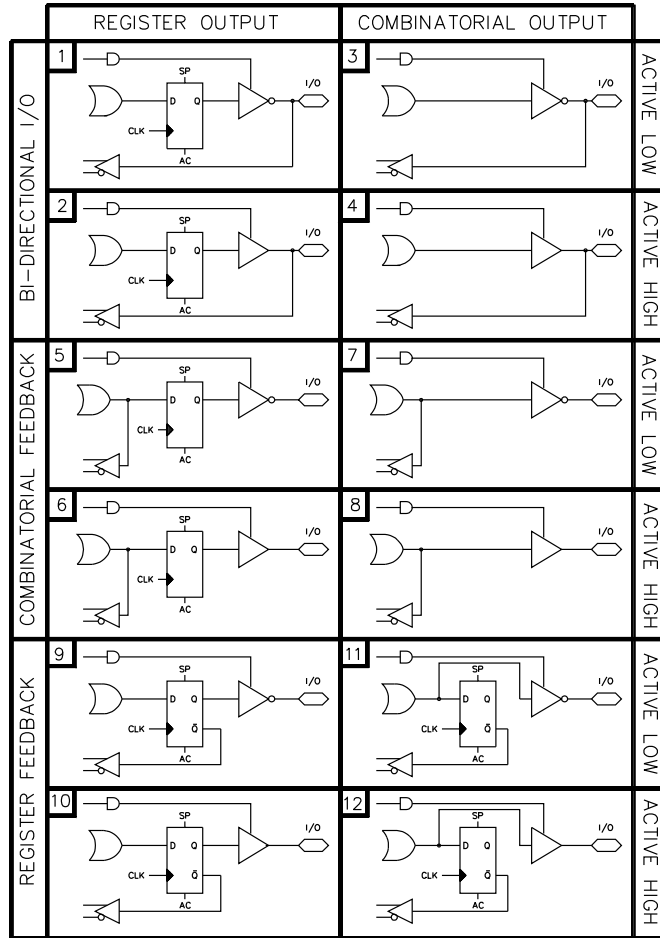 REGISTER OUTPUT
COMBINATORIAL OUTPUT
BI-DIRECTIONAL I/O
1
SP
I/O
D Q
CLK
AC
3
I/O
ACTIVE LOW
2
SP
I/O
D Q
CLK
AC
4
I/O
ACTIVE HIGH
COMBINATORIAL FEEDBACK
5
SP
I/O
D Q
CLK
AC
7
I/O
ACTIVE LOW
6
SP
I/O
D Q
CLK
AC
8
I/O
ACTIVE HIGH
REGISTER FEEDBACK
9
SP
I/O
D Q
CLK Q̅
AC
11
SP
I/O
D Q
CLK Q̅
AC
ACTIVE LOW
10
SP
I/O
D Q
CLK Q̅
AC
12
SP
I/O
D Q
CLK Q̅
AC
ACTIVE HIGH